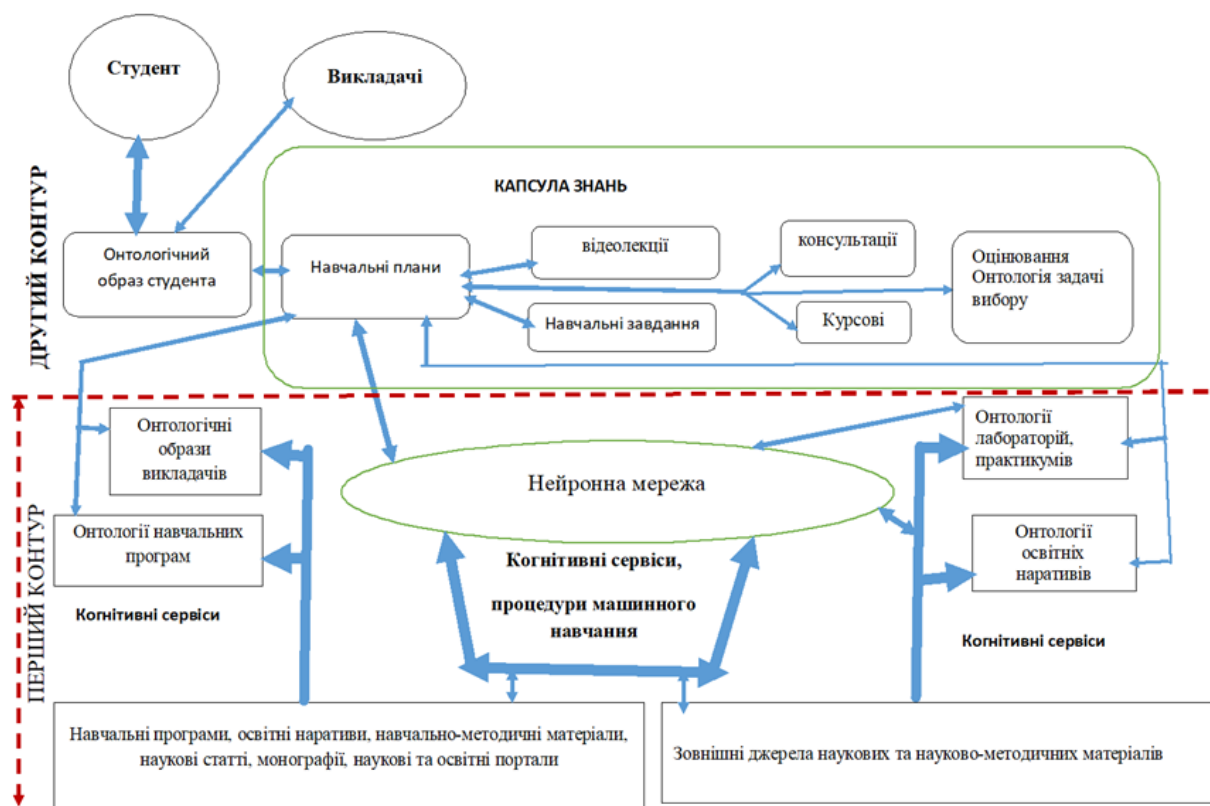 Студент
Викладачі
ДРУГИЙ КОНТУР
КАПСУЛА ЗНАНЬ
Онтологічний
образ студента
Навчальні плани
відеолекції
Навчальні завдання
консультації
Курсові
Оцінювання
Онтологія задачі
вибору
ПЕРШИЙ КОНТУР
Онтологічні
образи
викладачів
Онтології навчальних
програм
Когнітивні сервіси
Нейронна мережа
Когнітивні сервіси,
процедури машинного
навчання
Онтології
лабораторій,
практикумів
Онтології
освітніх
наративів
Когнітивні сервіси
Навчальні програми, освітні наративи, навчально-методичні матеріали,
наукові статті, монографії, наукові та освітні портали
Зовнішні джерела наукових та науково-методичних матеріалів